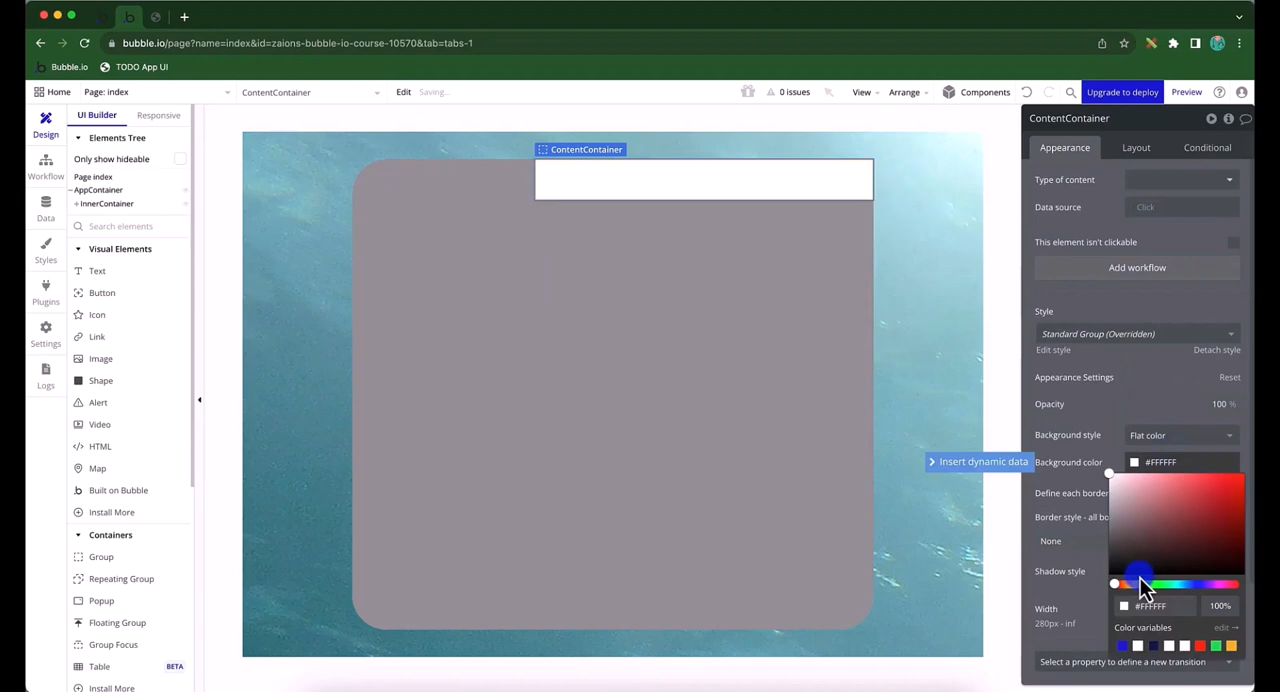 bubble.io/page?name=index&id=zaions-bubble-io-course-10570&tab=tabs-1
Bubble.io
TODO App UI
Home
Page: index
ContentContainer
Edit
Saving...
0 issues
View
Arrange
Components
Upgrade to deploy
Preview
Design
Workflow
Data
Styles
Plugins
Settings
Logs
UI Builder
Responsive
Elements Tree
Only show hideable
Page index
AppContainer
InnerContainer
Search elements
Visual Elements
Text
Button
Icon
Link
Image
Shape
Alert
Video
HTML
Map
Built on Bubble
Install More
Containers
Group
Repeating Group
Popup
Floating Group
Group Focus
Table
BETA
Install More
ContentContainer
Insert dynamic data
ContentContainer
Appearance
Layout
Conditional
Type of content
Data source
Click
This element isn't clickable
Add workflow
Style
Standard Group (Overridden)
Edit style
Detach style
Appearance Settings
Reset
Opacity
100 %
Background style
Flat color
Background color
#FFFFFF
Define each border
Border style - all bo
None
Shadow style
#FFFFFF
100%
Width
280px - inf
Color variables
edit →
Select a property to define a new transition